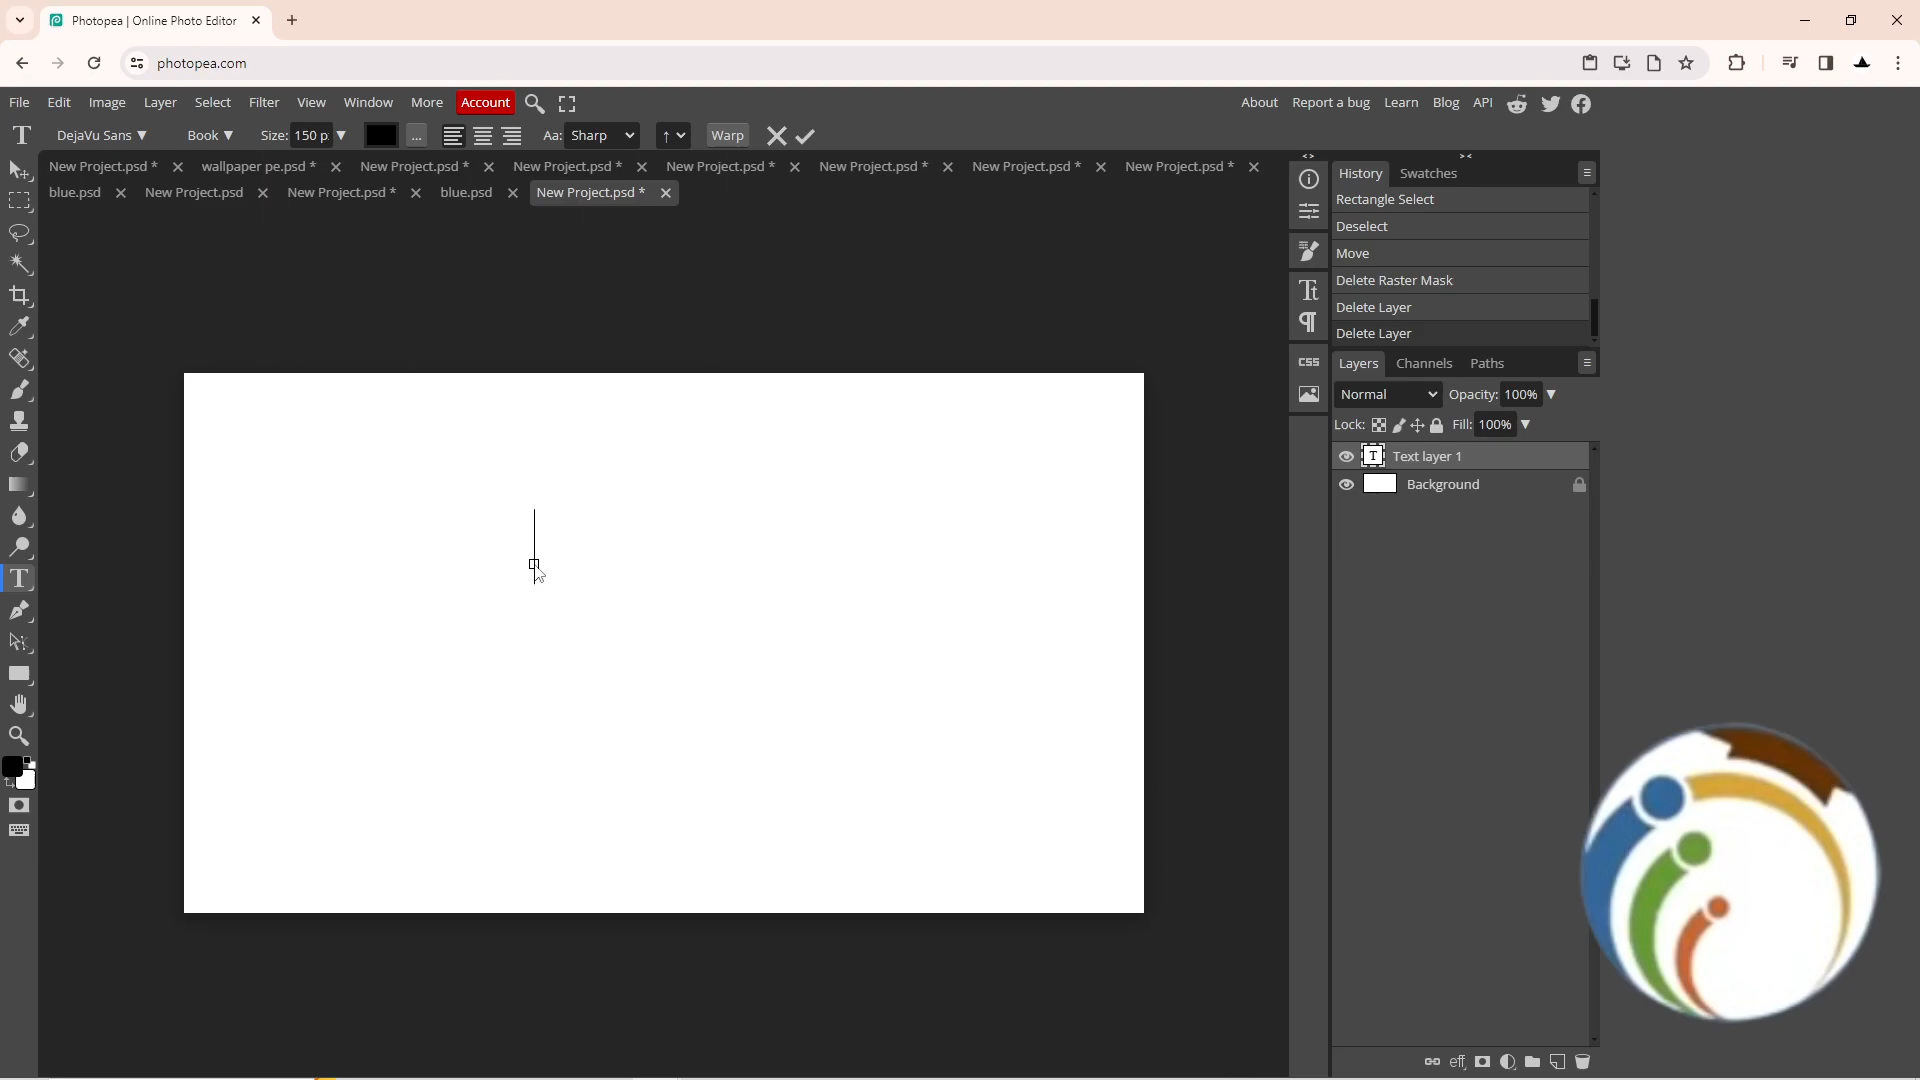 Photopea | Online Photo Editor
photopea.com
File Edit Image Layer Select Filter View Window More Account About Report a bug Learn Blog API
T DejaVu Sans Book Size: 150 p Aa: Sharp Warp
New Project.psd * wallpaper pe.psd * New Project.psd * New Project.psd * New Project.psd * New Project.psd * New Project.psd * New Project.psd *
blue.psd New Project.psd New Project.psd * blue.psd New Project.psd *
History Swatches
Rectangle Select
Deselect
Move
Delete Raster Mask
Delete Layer
Delete Layer
CSS
Layers Channels Paths
Normal Opacity: 100%
Lock: Fill: 100%
T Text layer 1
Background
eff